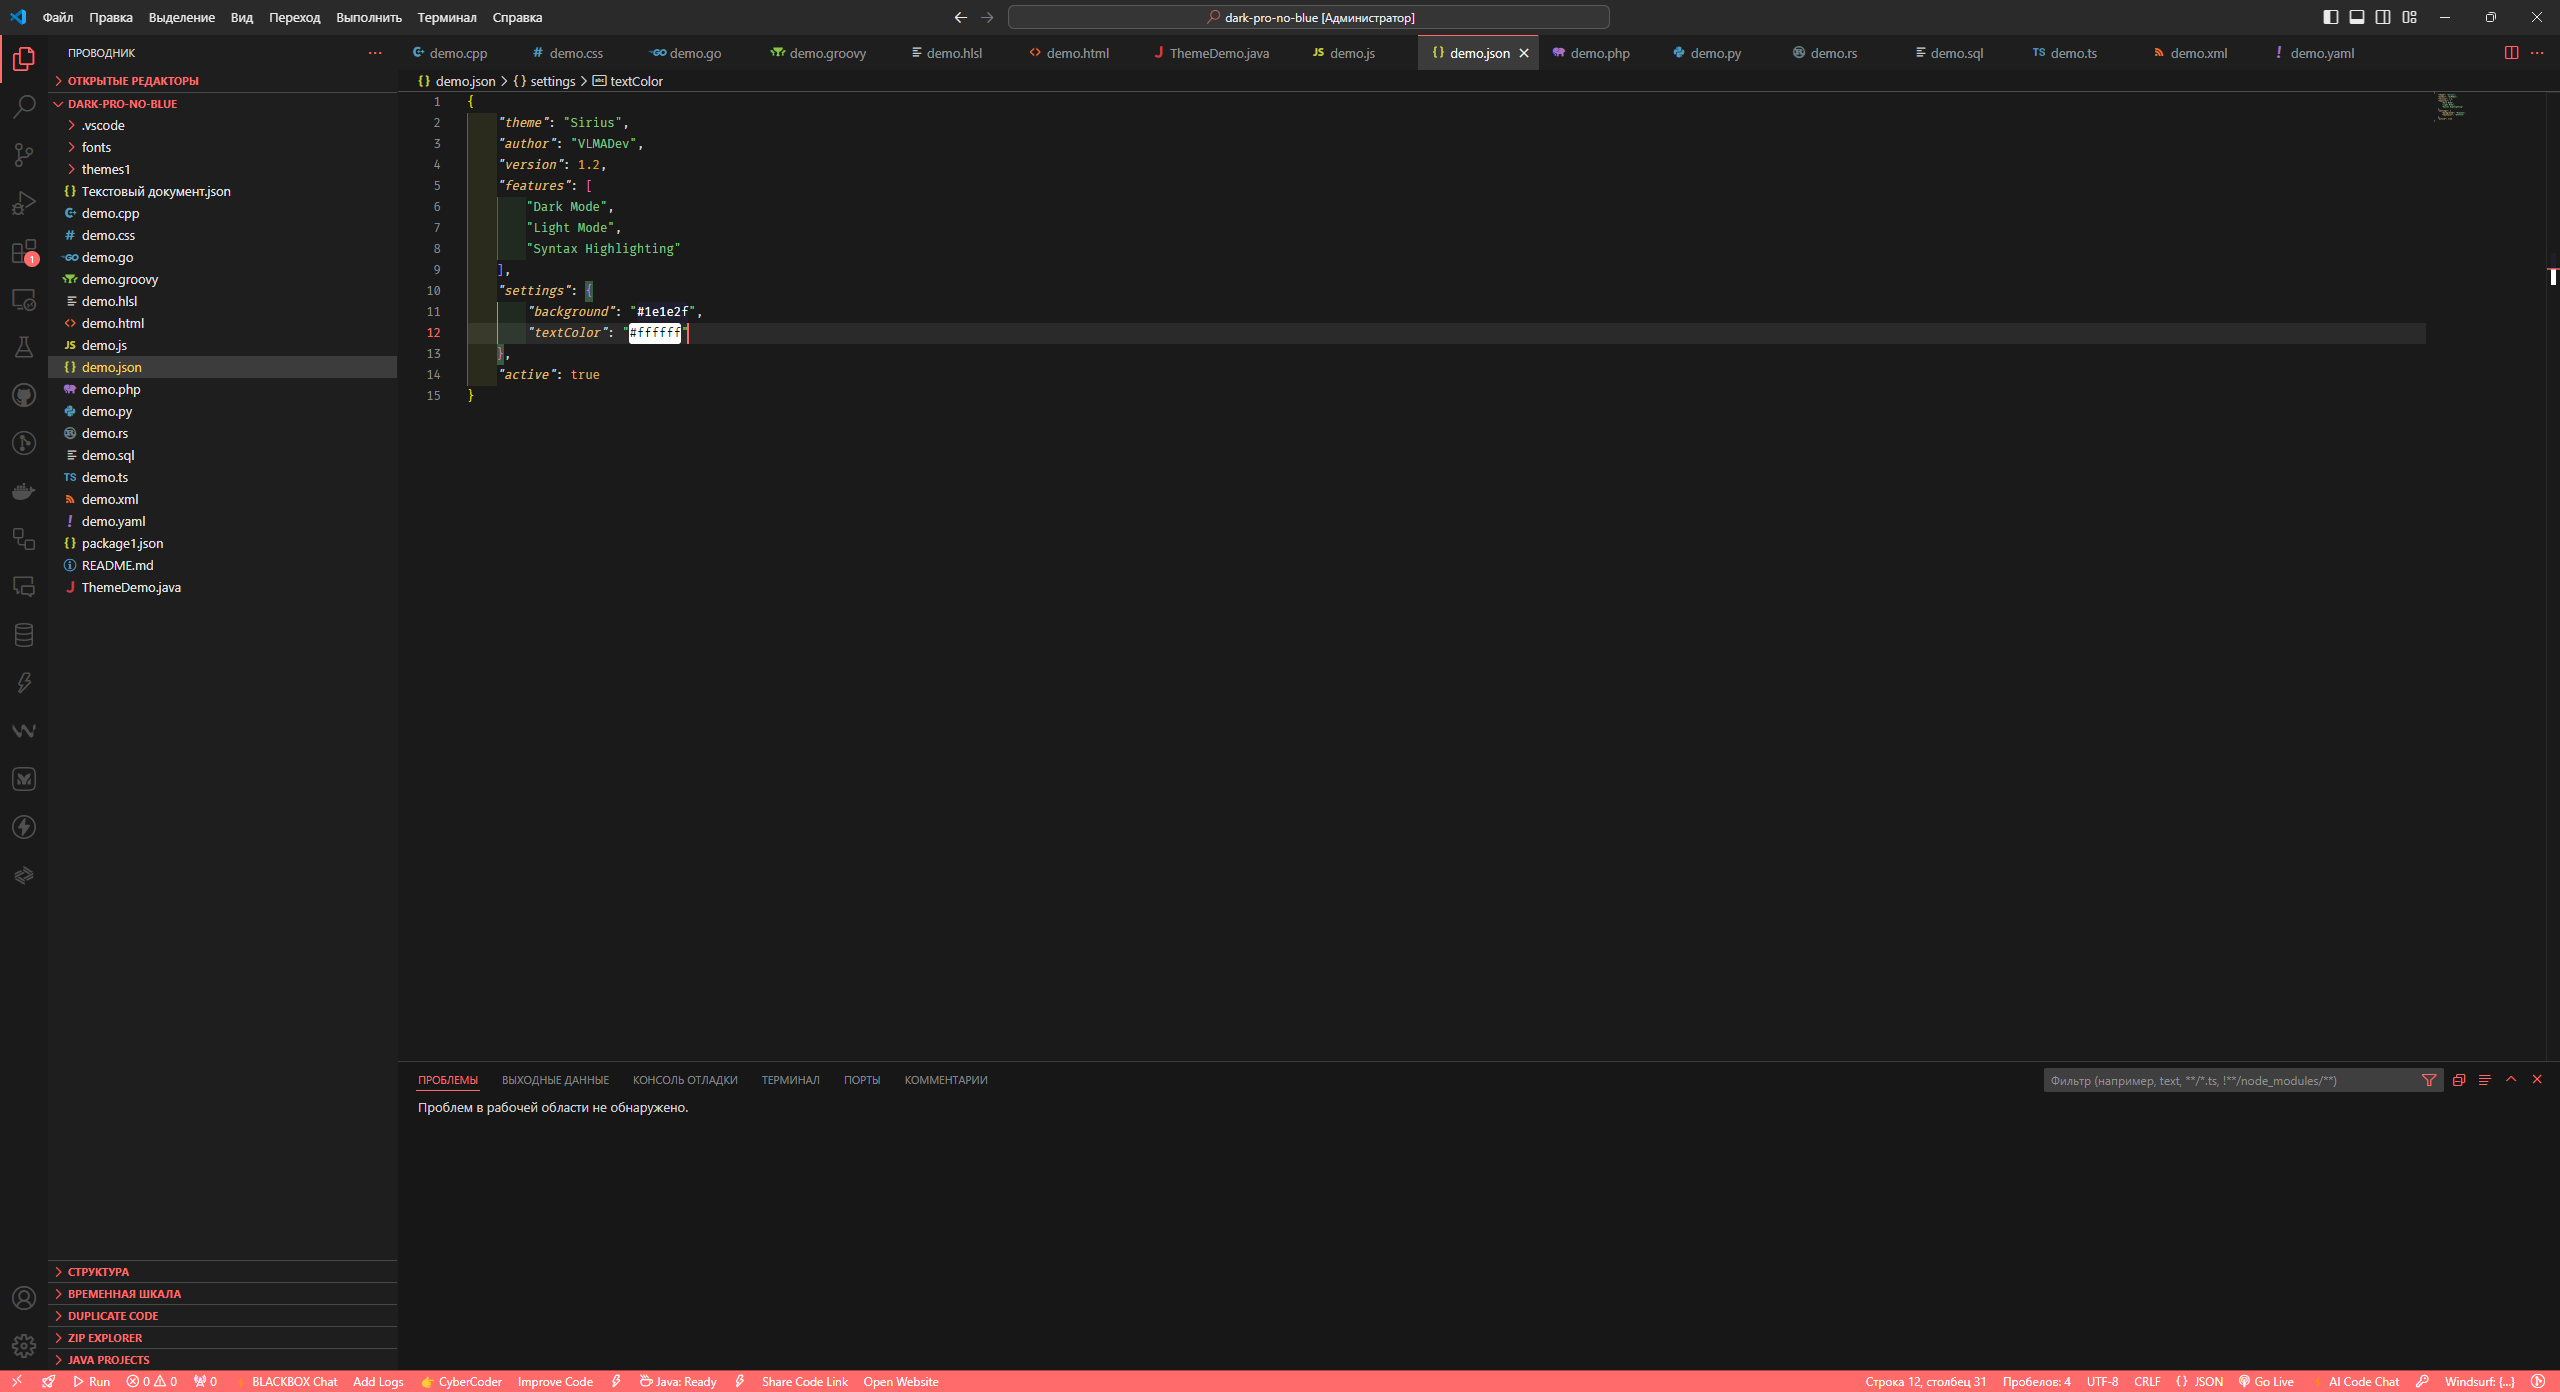 Файл Правка Выделение Вид Переход Выполнить Терминал Справка
dark-pro-no-blue [Администратор]
ПРОВОДНИК
ОТКРЫТЫЕ РЕДАКТОРЫ
DARK-PRO-NO-BLUE
.vscode
fonts
themes1
Текстовый документ.json
demo.cpp
demo.css
demo.go
demo.groovy
demo.hlsl
demo.html
demo.js
demo.json
demo.php
demo.py
demo.rs
demo.sql
demo.ts
demo.xml
demo.yaml
package1.json
README.md
ThemeDemo.java
СТРУКТУРА
ВРЕМЕННАЯ ШКАЛА
DUPLICATE CODE
ZIP EXPLORER
JAVA PROJECTS
demo.cpp demo.css demo.go demo.groovy demo.hlsl demo.html ThemeDemo.java demo.js demo.json demo.php demo.py demo.rs demo.sql demo.ts demo.xml demo.yaml
demo.json > {} settings > textColor
1 {
2 "theme": "Sirius",
3 "author": "VLMADev",
4 "version": 1.2,
5 "features": [
6 "Dark Mode",
7 "Light Mode",
8 "Syntax Highlighting"
9 ],
10 "settings": {
11 "background": "#1e1e2f",
12 "textColor": "#ffffff"
13 },
14 "active": true
15 }
ПРОБЛЕМЫ ВЫХОДНЫЕ ДАННЫЕ КОНСОЛЬ ОТЛАДКИ ТЕРМИНАЛ ПОРТЫ КОММЕНТАРИИ
Фильтр (например, text, **/*.ts, !**/node_modules/**)
Проблем в рабочей области не обнаружено.
Run 0 0 0 BLACKBOX Chat Add Logs CyberCoder Improve Code Java: Ready Share Code Link Open Website
Строка 12, столбец 31 Пробелов: 4 UTF-8 CRLF {} JSON Go Live AI Code Chat Windsurf: {...}